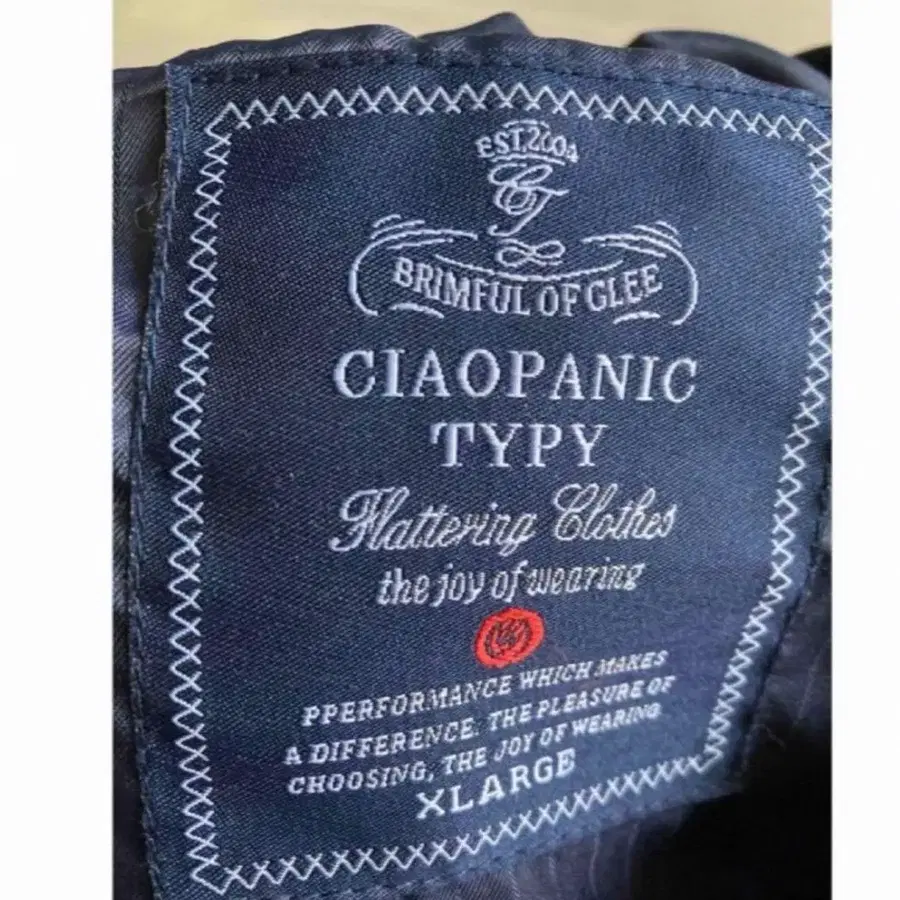 EST.2004
CT
BRIMFUL OF GLEE
CIAOPANIC
TYPY
Flattering Clothes
the joy of wearing
PPERFORMANCE WHICH MAKES
A DIFFERENCE. THE PLEASURE OF
CHOOSING, THE JOY OF WEARING
XLARGE